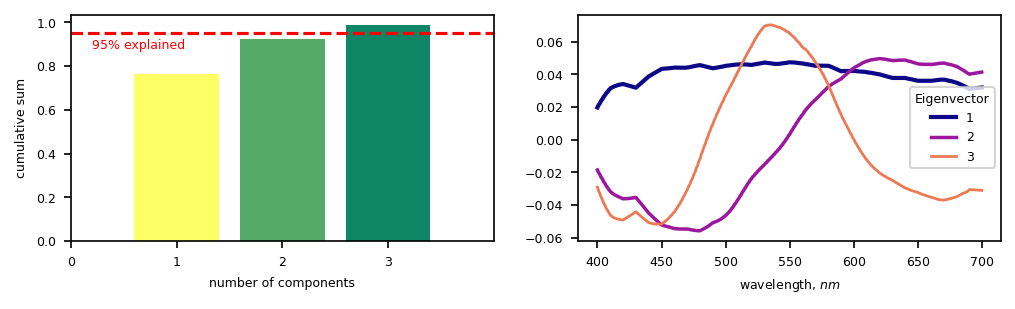 cumulative sum
1.0
0.8
0.6
0.4
0.2
0.0
95% explained
0 1 2 3
number of components
0.06
0.04
0.02
0.00
−0.02
−0.04
−0.06
Eigenvector
1
2
3
400 450 500 550 600 650 700
wavelength, nm